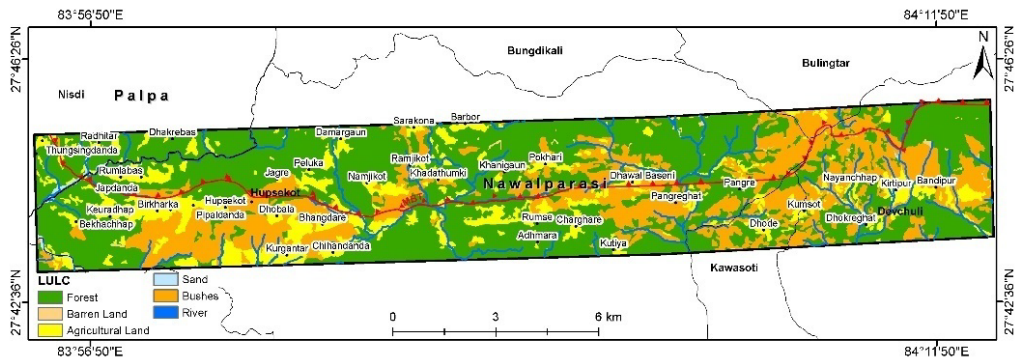 83°56'50"E
84°11'50"E
27°46'26"N
27°46'26"N
N
Bungdikali
Bulingtar
Nisdi
Palpa
Sarakona
Barbor
Radhitar
Dhakrebas
Damargaun
Thungsingdanda
Rumlabas
Peluka
Ramjikot
Pokhari
Khanigaun
Jagre
Namjikot
Khadathumki
Dhawal Baseni
Nayanchhap
Japdanda
Nawalparasi
Pangre
Kirtipur
Bandipur
Hupsekot
MBT
Pangreghat
Keuradhap
Birkharka
Hupsekot
Dhobala
Kumsot
Devchuli
Pipaldanda
Bhangdare
Rumse
Charghare
Dhokreghat
Bekhachhap
Dhode
Adhmara
Kurgantar
Chihandanda
Kutiya
Kawasoti
LULC
Forest
Barren Land
Agricultural Land
Sand
Bushes
River
0 3 6 km
27°42'36"N
27°42'36"N
83°56'50"E
84°11'50"E